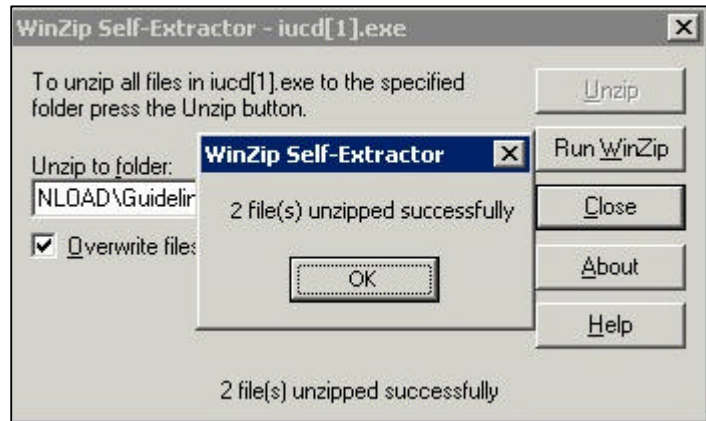 WinZip Self-Extractor - iucd[1].exe
To unzip all files in iucd[1].exe to the specified
folder press the Unzip button.
Unzip to folder:
NLOAD\Guidelin
Overwrite files
Unzip
Run WinZip
Close
About
Help
WinZip Self-Extractor
2 file(s) unzipped successfully
OK
2 file(s) unzipped successfully